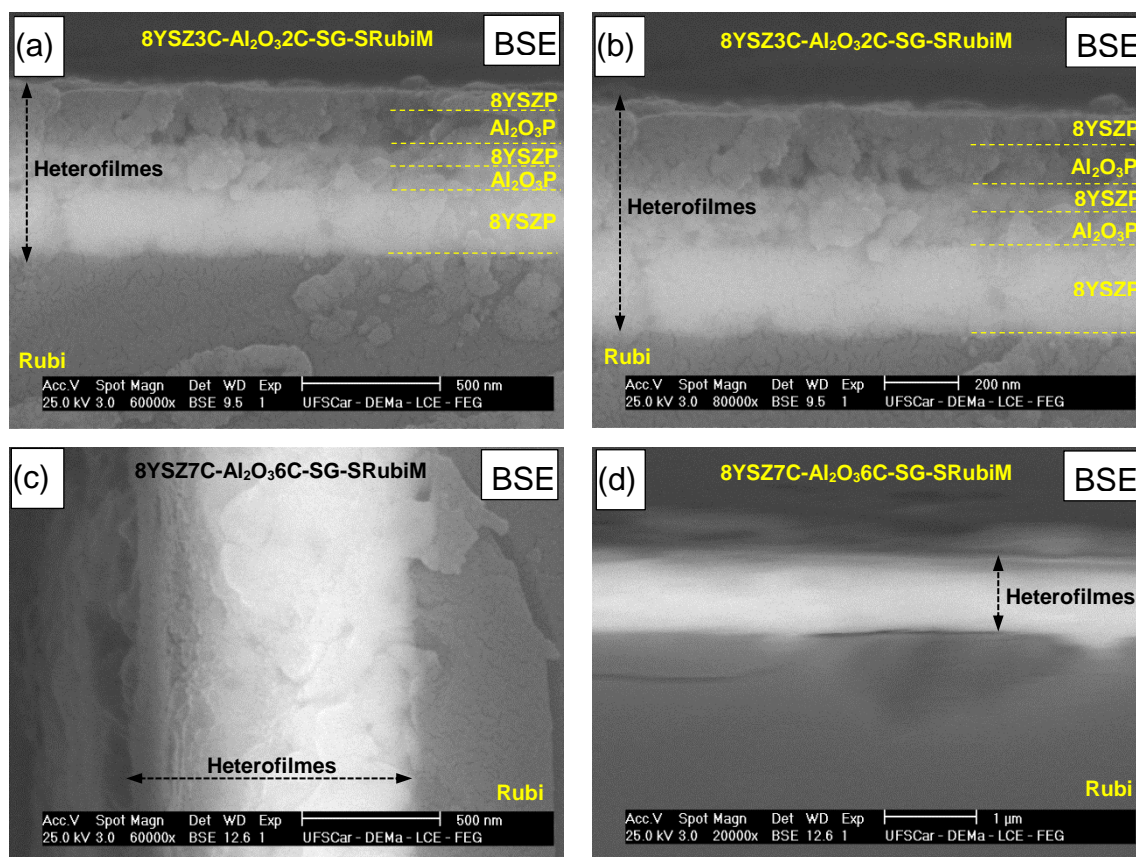 (a)
8YSZ3C-Al₂O₃2C-SG-SRubiM
BSE
8YSZP
Al₂O₃P
8YSZP
Al₂O₃P
8YSZP
Heterofilmes
Rubi
Acc.V Spot Magn Det WD Exp 500 nm
25.0 kV 3.0 60000x BSE 9.5 1 UFSCar - DEMa - LCE - FEG
(b)
8YSZ3C-Al₂O₃2C-SG-SRubiM
BSE
8YSZP
Al₂O₃P
8YSZP
Al₂O₃P
8YSZP
Heterofilmes
Rubi
Acc.V Spot Magn Det WD Exp 200 nm
25.0 kV 3.0 80000x BSE 9.5 1 UFSCar - DEMa - LCE - FEG
(c)
8YSZ7C-Al₂O₃6C-SG-SRubiM
BSE
Heterofilmes
Rubi
Acc.V Spot Magn Det WD Exp 500 nm
25.0 kV 3.0 60000x BSE 12.6 1 UFSCar - DEMa - LCE - FEG
(d)
8YSZ7C-Al₂O₃6C-SG-SRubiM
BSE
Heterofilmes
Rubi
Acc.V Spot Magn Det WD Exp 1 µm
25.0 kV 3.0 20000x BSE 12.6 1 UFSCar - DEMa - LCE - FEG